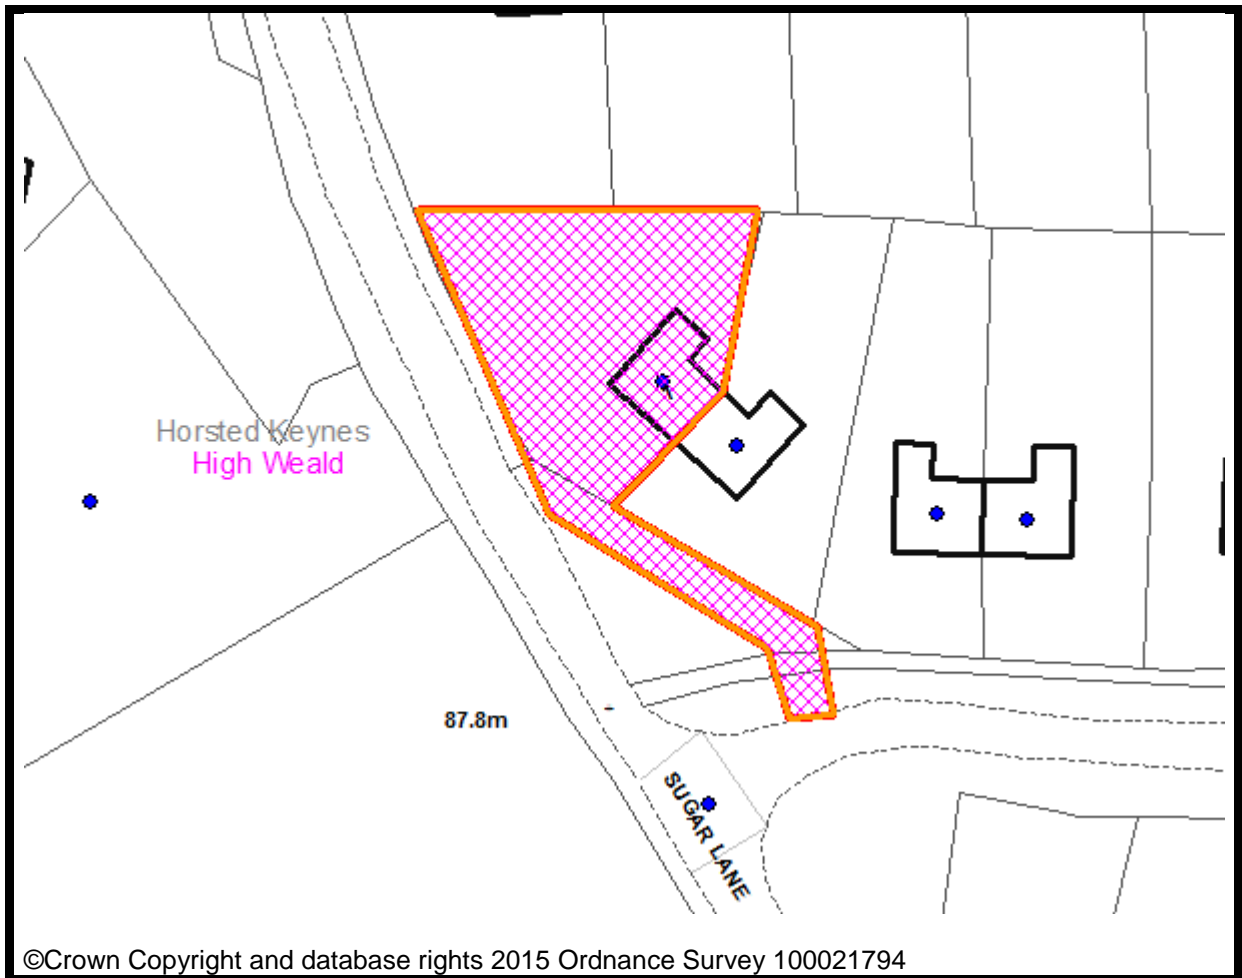 Horsted Keynes
High Weald
87.8m
SUGAR LANE
©Crown Copyright and database rights 2015 Ordnance Survey 100021794